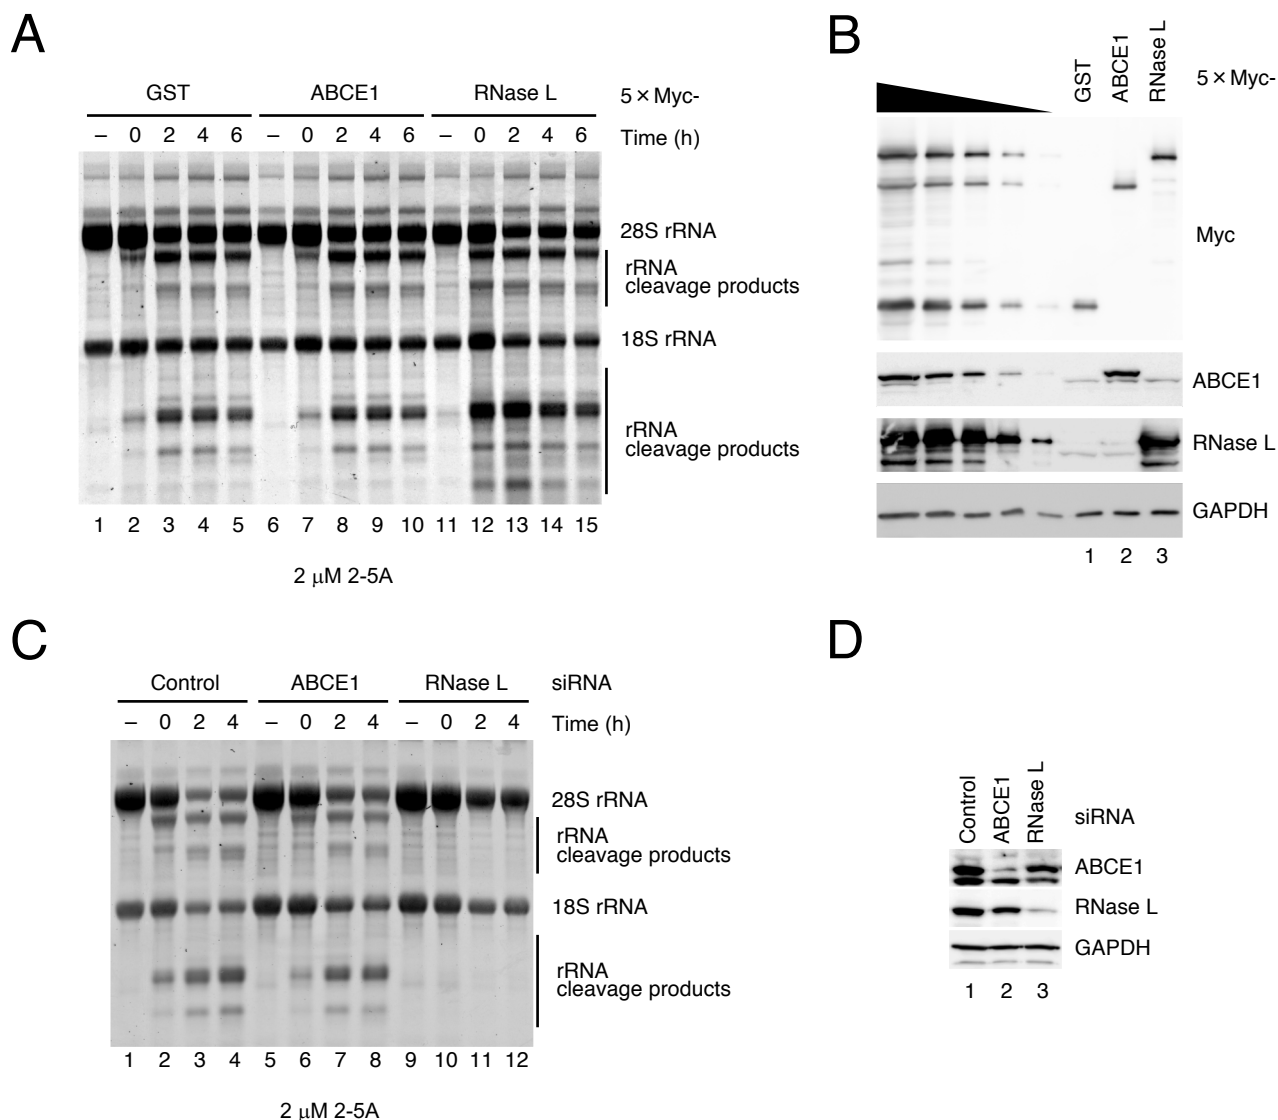 A
GST ABCE1 RNase L 5×Myc-
– 0 2 4 6 – 0 2 4 6 – 0 2 4 6 Time (h)
28S rRNA
rRNA
cleavage products
18S rRNA
rRNA
cleavage products
1 2 3 4 5 6 7 8 9 10 11 12 13 14 15
2 μM 2-5A
B
GST ABCE1 RNase L 5×Myc-
Myc
ABCE1
RNase L
GAPDH
1 2 3
C
Control ABCE1 RNase L siRNA
– 0 2 4 – 0 2 4 – 0 2 4 Time (h)
28S rRNA
rRNA
cleavage products
18S rRNA
rRNA
cleavage products
1 2 3 4 5 6 7 8 9 10 11 12
2 μM 2-5A
D
Control ABCE1 RNase L siRNA
ABCE1
RNase L
GAPDH
1 2 3